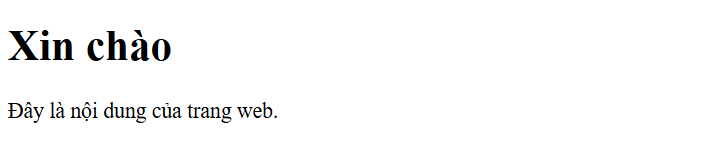 Xin chào
Đây là nội dung của trang web.